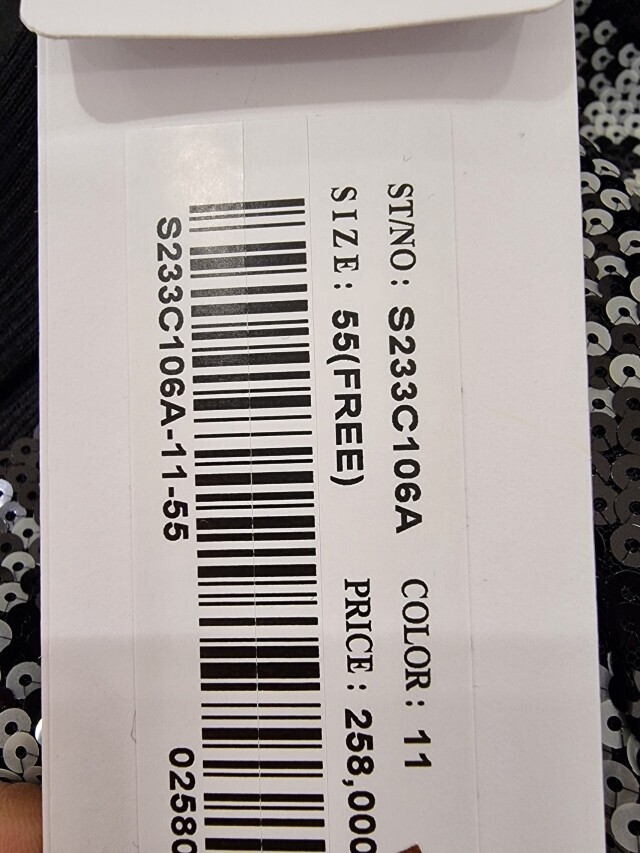 ST/NO: S233C106A COLOR: 11
SIZE: 55(FREE) PRICE: 258,000
S233C106A-11-55 02580